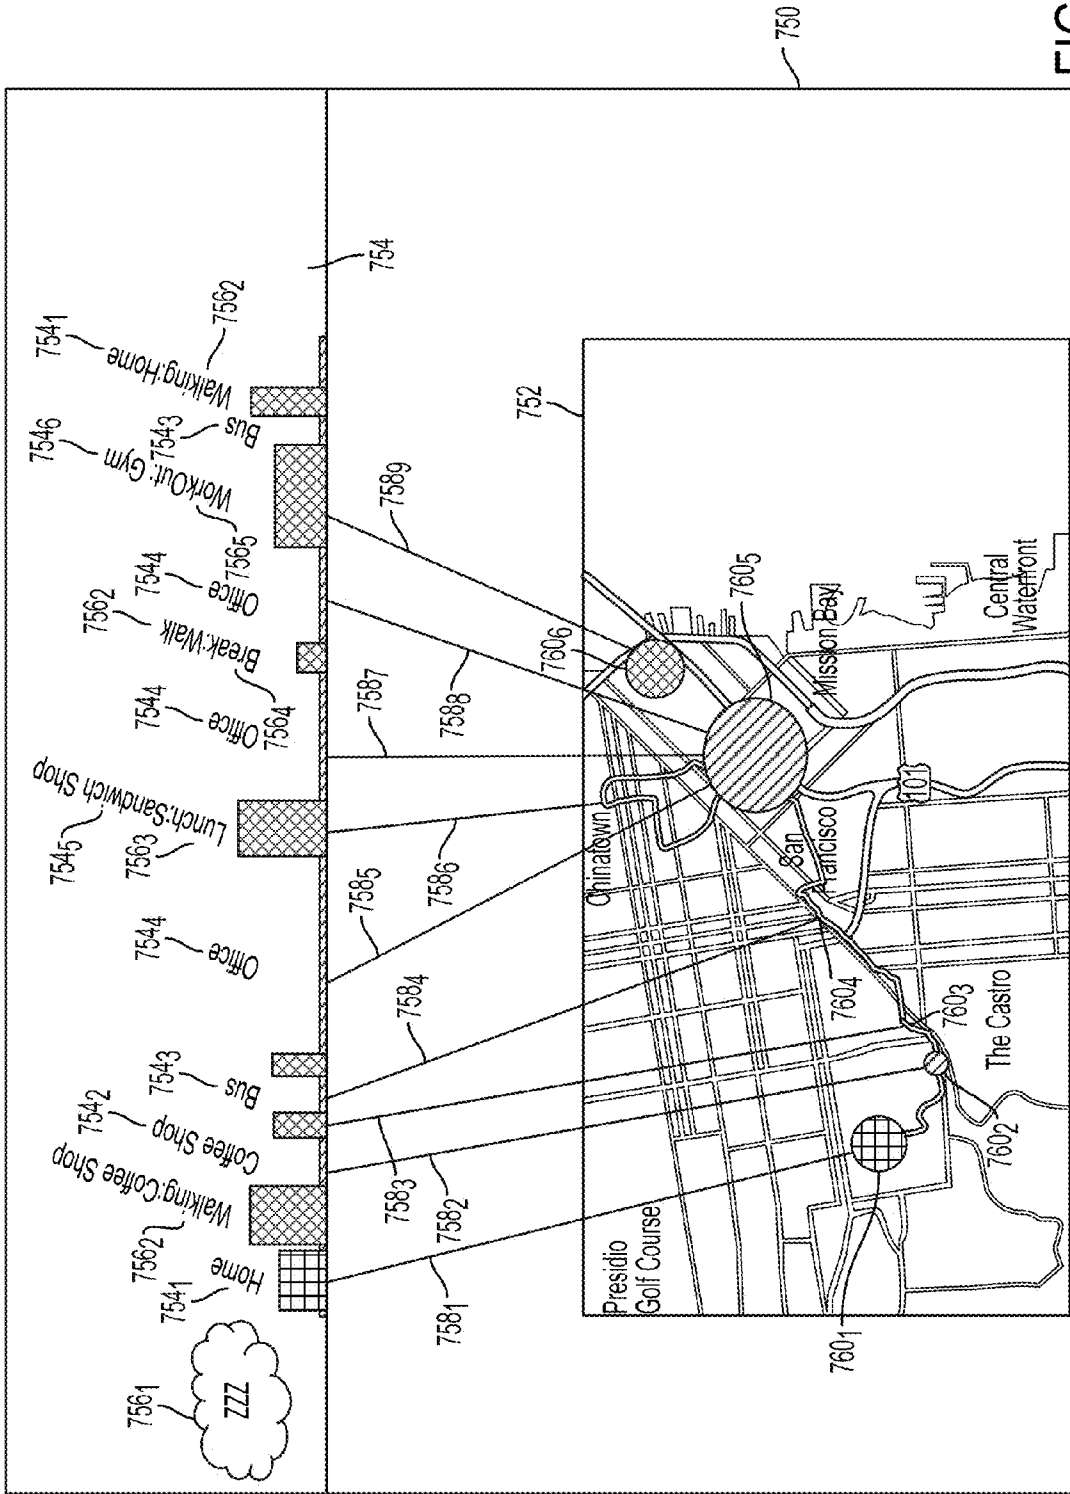 756₁
ZZZ
754₁
Home
756₂
Walking:Coffee Shop
754₂
Coffee Shop
754₃
Bus
754₄
Office
754₅
756₃
Lunch:Sandwich Shop
754₄
Office
756₄
Break:Walk
756₂
754₄
Office
756₅
WorkOut: Gym
754₆
754₃
Bus
Walking:Home
754₁
756₂
754
758₁
758₂
758₃
758₄
758₅
758₆
758₇
758₈
758₉
752
750
Presidio
Golf Course
Chinatown
760₆
760₅
San
Francisco
Mission Bay
101
760₄
760₁
760₃
760₂
The Castro
Central
Waterfront
FIG